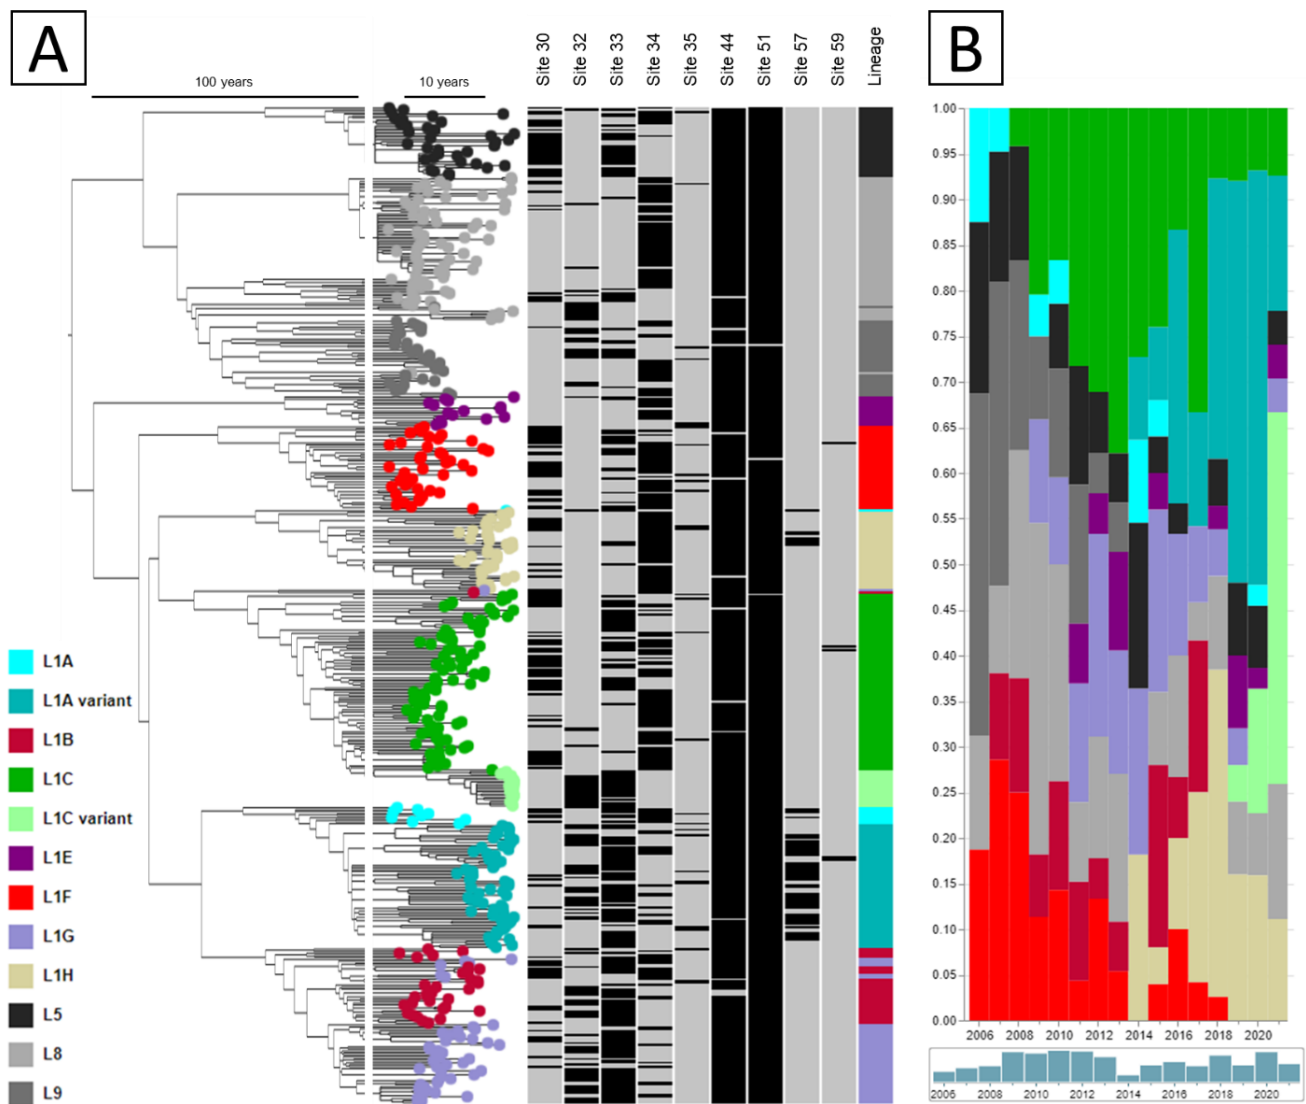 A
B
100 years
10 years
Site 30
Site 32
Site 33
Site 34
Site 35
Site 44
Site 51
Site 57
Site 59
Lineage
L1A
L1A variant
L1B
L1C
L1C variant
L1E
L1F
L1G
L1H
L5
L8
L9
1.00
0.95
0.90
0.85
0.80
0.75
0.70
0.65
0.60
0.55
0.50
0.45
0.40
0.35
0.30
0.25
0.20
0.15
0.10
0.05
0.00
2006 2008 2010 2012 2014 2016 2018 2020
2006 2008 2010 2012 2014 2016 2018 2020